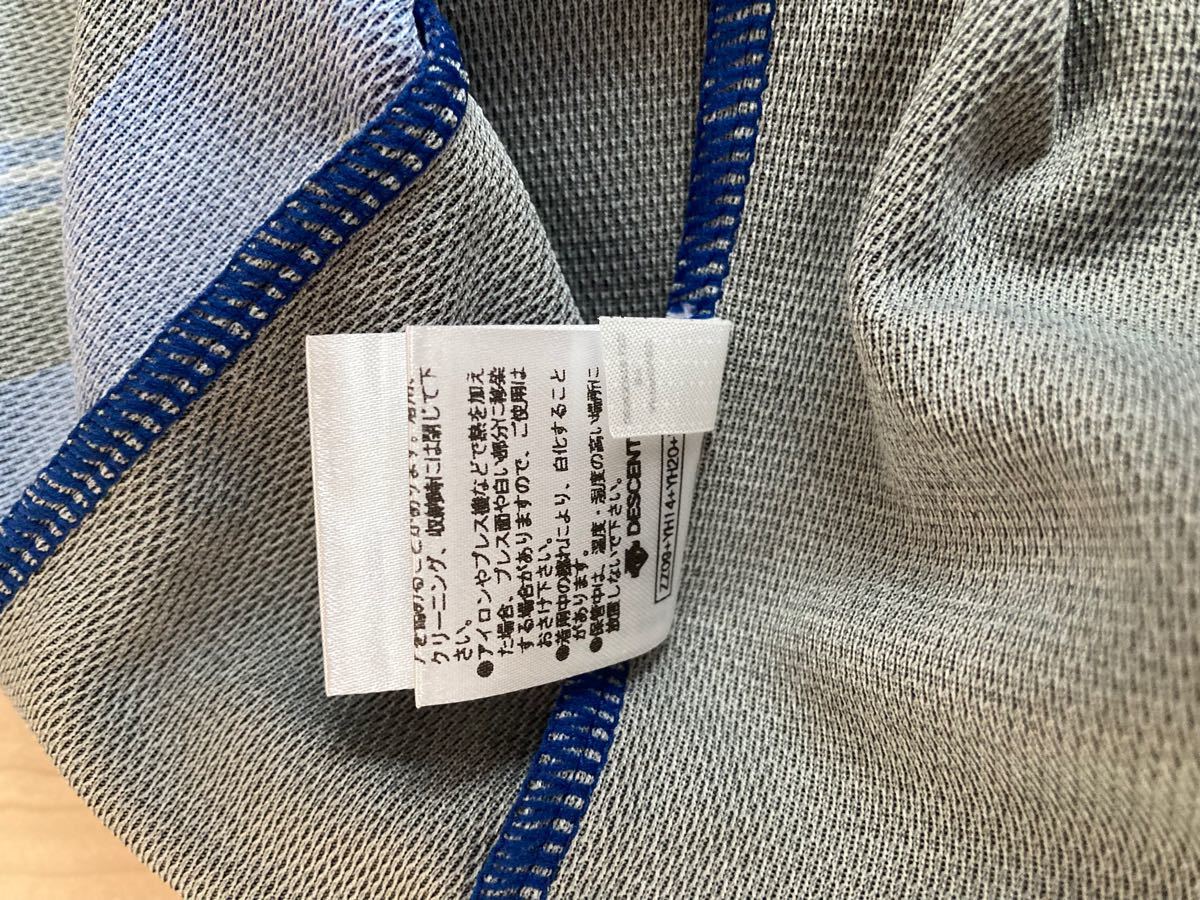 クリーニング、収納時には閉じて下
さい。
●アイロンやプレス機などで熱を加え
た場合、プレス面や白い部分に移染
する場合がありますので、ご使用は
おさけ下さい。
●着用中の擦れにより、白化すること
があります。
●保管中は、温度・湿度の高い場所に
放置しないで下さい。
DESCENT
ZZ09+YH14+YH20+